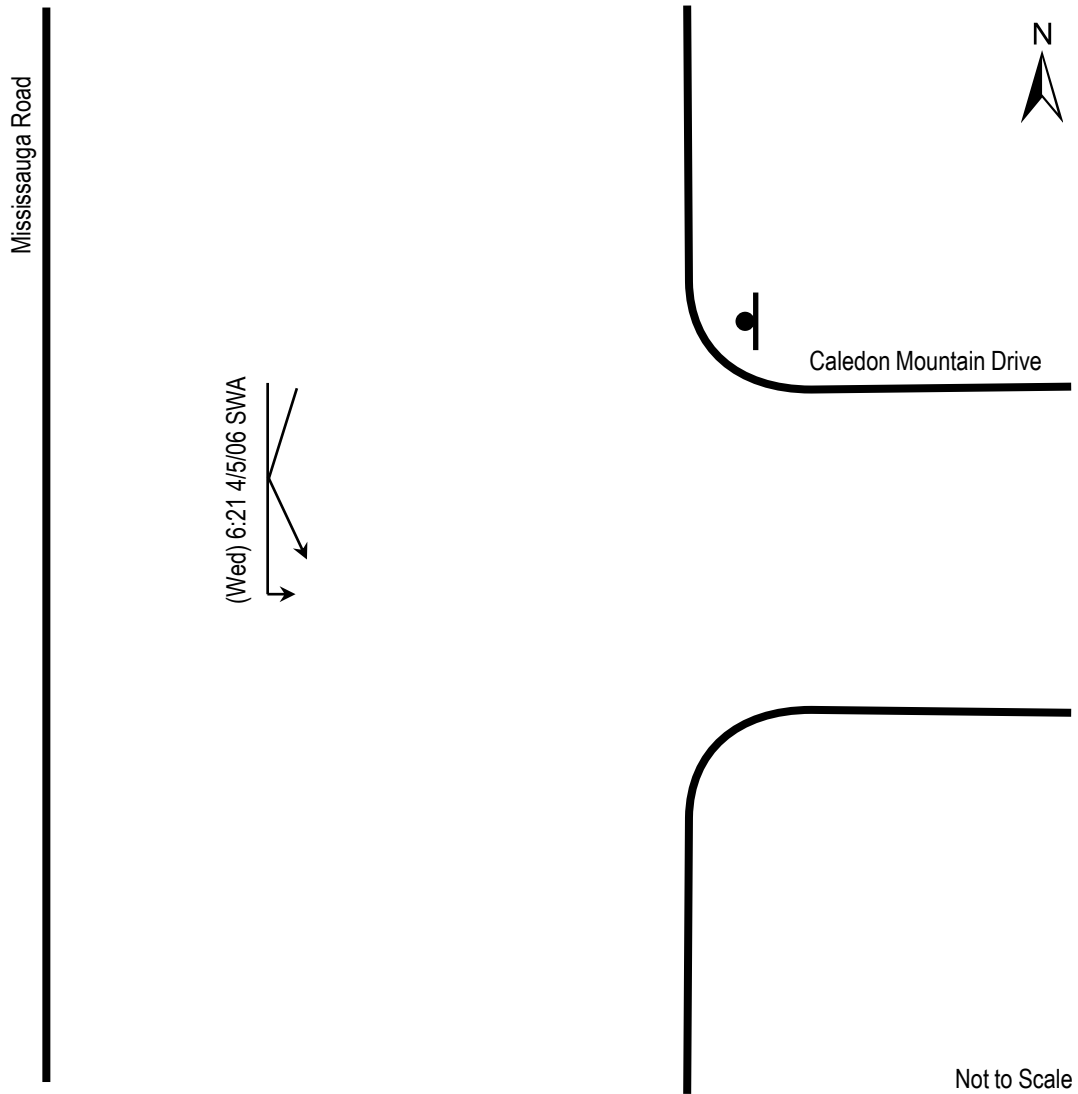 Mississauga Road
N
Caledon Mountain Drive
(Wed) 6:21 4/5/06 SWA
Not to Scale